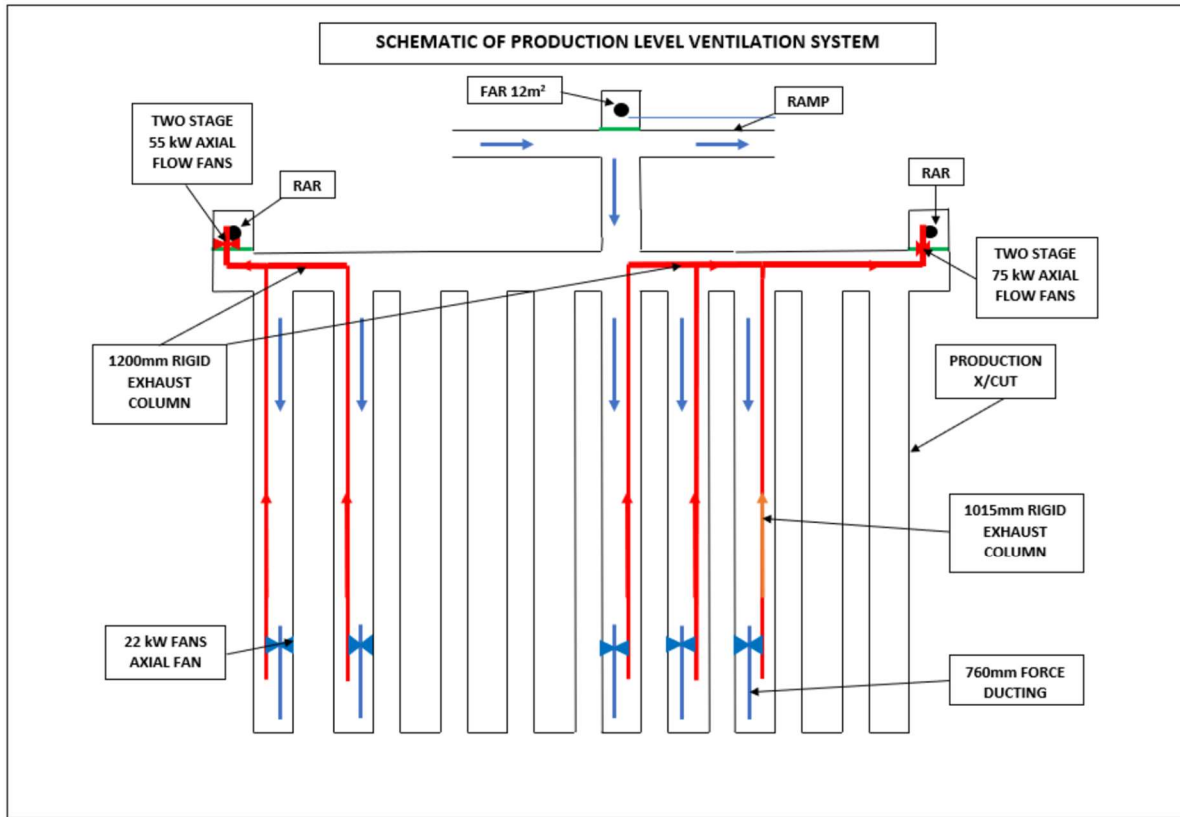 SCHEMATIC OF PRODUCTION LEVEL VENTILATION SYSTEM
FAR 12m²
RAMP
TWO STAGE
55 kW AXIAL
FLOW FANS
RAR
RAR
TWO STAGE
75 kW AXIAL
FLOW FANS
1200mm RIGID
EXHAUST
COLUMN
PRODUCTION
X/CUT
1015mm RIGID
EXHAUST
COLUMN
22 kW FANS
AXIAL FAN
760mm FORCE
DUCTING